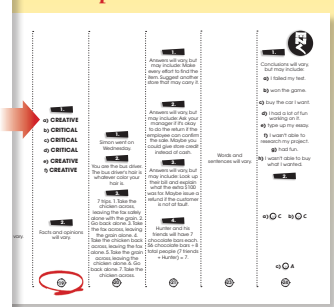 1.
a) CREATIVE
b) CRITICAL
c) CRITICAL
d) CRITICAL
e) CREATIVE
f) CREATIVE
2.
Facts and opinions
will vary.
1.
Simon went on
Wednesday.
2.
You are the bus driver.
The bus driver's hair is
whatever color your
hair is.
3.
7 trips. 1. Take the
chicken across,
leaving the fox safely
alone with the grain. 2.
Go back alone 3. Take
the fox across, leaving
the grain alone. 4.
Take the chicken back
across, leaving the fox
alone. 5. Take the grain
across, leaving the
chicken alone. 6. Go
back alone. 7. Take the
chicken across.
1.
Answers will vary, but
may include: Make
every effort to find the
item. Suggest another
store that may carry it.
2.
Answers will vary, but
may include: Ask your
manager if it's okay
to do the return if the
employee can confirm
the sale. Maybe you
could give store credit
instead of cash.
3.
Answers will vary, but
may include: Look up
their bill and explain
what the extra $100
was for. Maybe issue a
refund if the customer
is not at fault.
4.
Hunter and his
friends will have 7
chocolate bars each.
56 chocolate bars ÷ 8
total people (7 friends
+ Hunter) = 7.
Words and
sentences will vary.
1.
Conclusions will vary,
but may include:
a) I failed my test.
b) won the game.
c) buy the car I want.
d) I had a lot of fun
working on it.
e) type up my essay.
f) I wasn't able to
research my project.
g) had fun.
h) I wasn't able to buy
what I wanted.
2.
a) C b) C
c) A